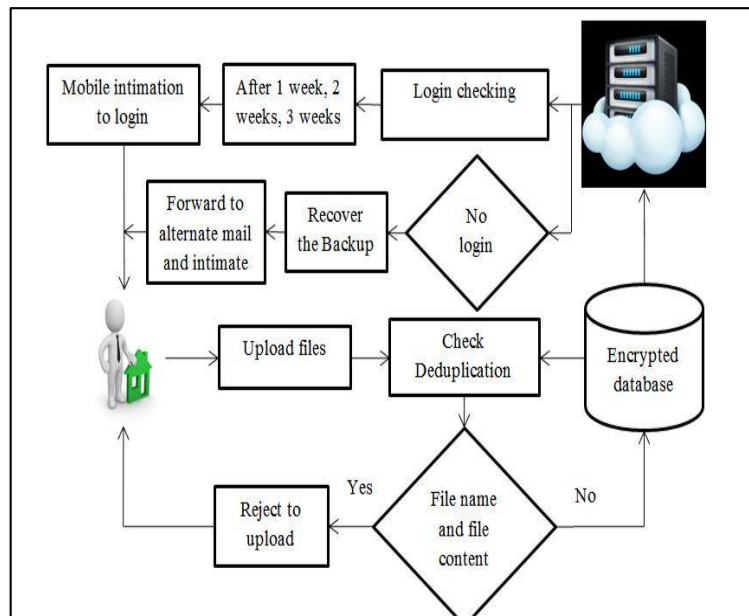 Mobile intimation
to login
After 1 week, 2
weeks, 3 weeks
Login checking
Forward to
alternate mail
and intimate
Recover
the Backup
No
login
Upload files
Check
Deduplication
Encrypted
database
Reject to
upload
Yes
File name
and file
content
No